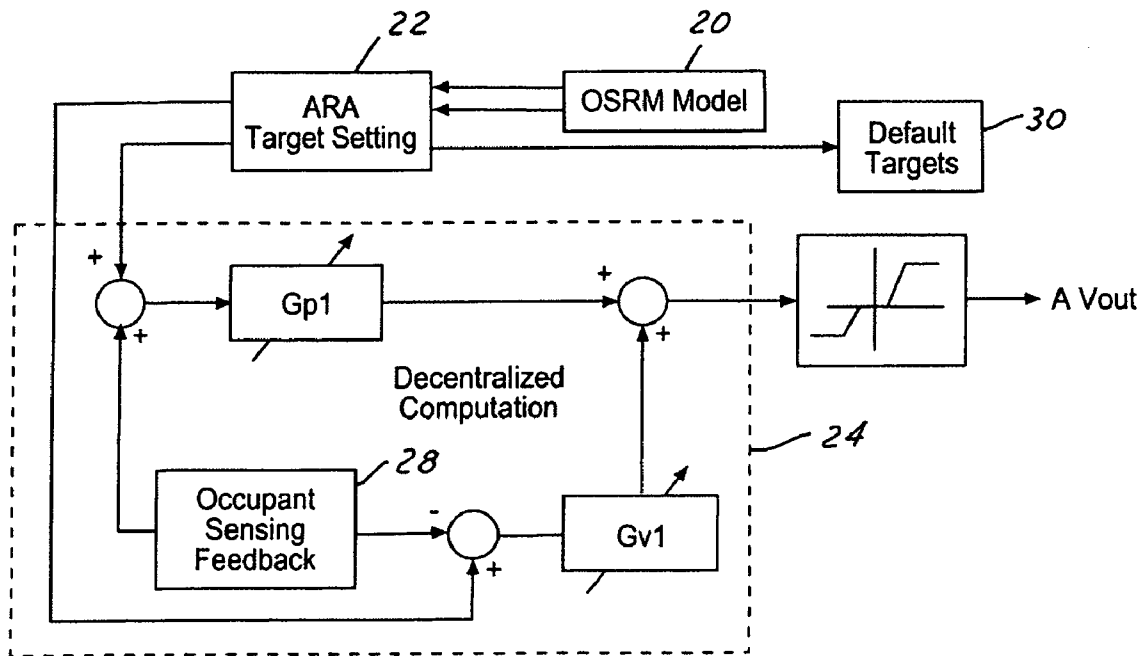 22
20
ARA
Target Setting
OSRM Model
Default
Targets
30
+
+
Gp1
+
+
A Vout
Decentralized
Computation
24
28
Occupant
Sensing
Feedback
-
+
Gv1